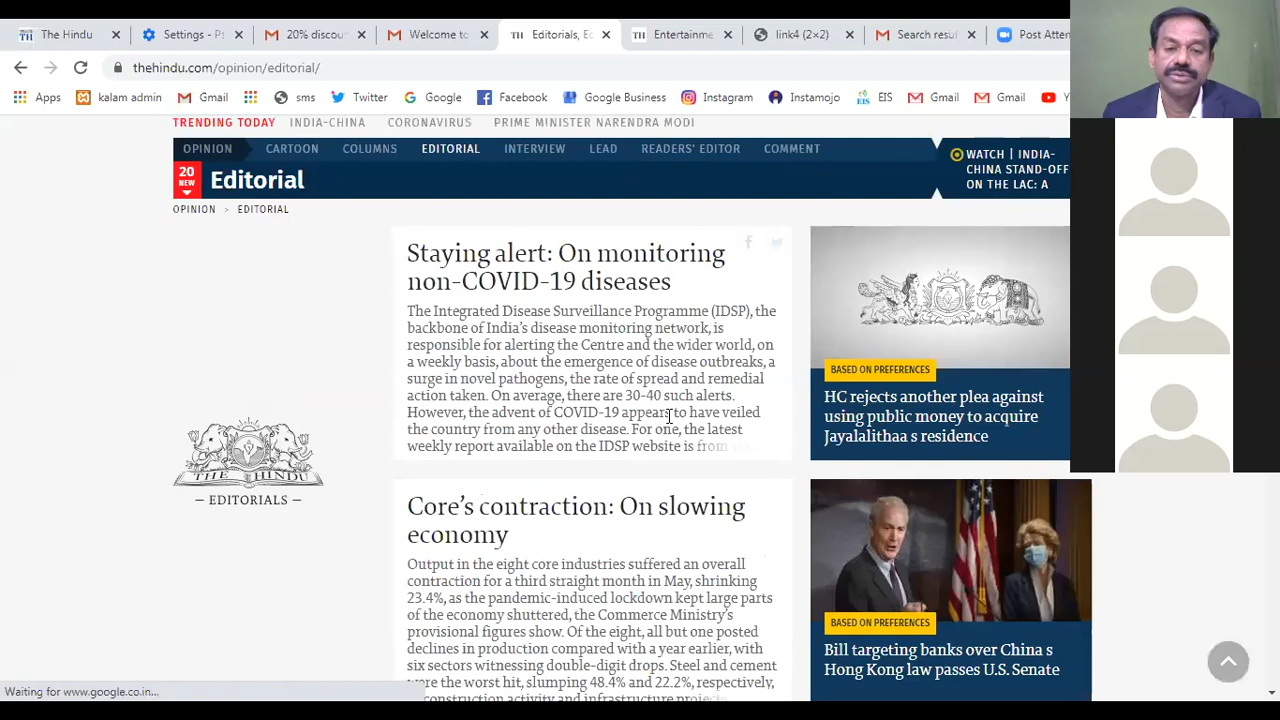 The Hindu
Settings - P
20% discou
Welcome to
Editorials, E
Entertainme
link4 (2×2)
Search resul
Post Atten
thehindu.com/opinion/editorial/
Apps
kalam admin
Gmail
sms
Twitter
Google
Facebook
Google Business
Instagram
Instamojo
EIS
EIS
Gmail
Gmail
Y
TRENDING TODAY INDIA-CHINA CORONAVIRUS PRIME MINISTER NARENDRA MODI
OPINION CARTOON COLUMNS EDITORIAL INTERVIEW LEAD READERS' EDITOR COMMENT
WATCH | INDIA-
CHINA STAND-OFF
ON THE LAC: A
20
NEW
Editorial
OPINION > EDITORIAL
Staying alert: On monitoring
non-COVID-19 diseases
The Integrated Disease Surveillance Programme (IDSP), the
backbone of India's disease monitoring network, is
responsible for alerting the Centre and the wider world, on
a weekly basis, about the emergence of disease outbreaks, a
surge in novel pathogens, the rate of spread and remedial
action taken. On average, there are 30-40 such alerts.
However, the advent of COVID-19 appears to have veiled
the country from any other disease. For one, the latest
weekly report available on the IDSP website is from
BASED ON PREFERENCES
HC rejects another plea against
using public money to acquire
Jayalalithaa s residence
THE HINDU
— EDITORIALS —
Core's contraction: On slowing
economy
Output in the eight core industries suffered an overall
contraction for a third straight month in May, shrinking
23.4%, as the pandemic-induced lockdown kept large parts
of the economy shuttered, the Commerce Ministry's
provisional figures show. Of the eight, all but one posted
declines in production compared with a year earlier, with
six sectors witnessing double-digit drops. Steel and cement
were the worst hit, slumping 48.4% and 22.2%, respectively,
construction activity and infrastructure projects
BASED ON PREFERENCES
Bill targeting banks over China s
Hong Kong law passes U.S. Senate
Waiting for www.google.co.in...